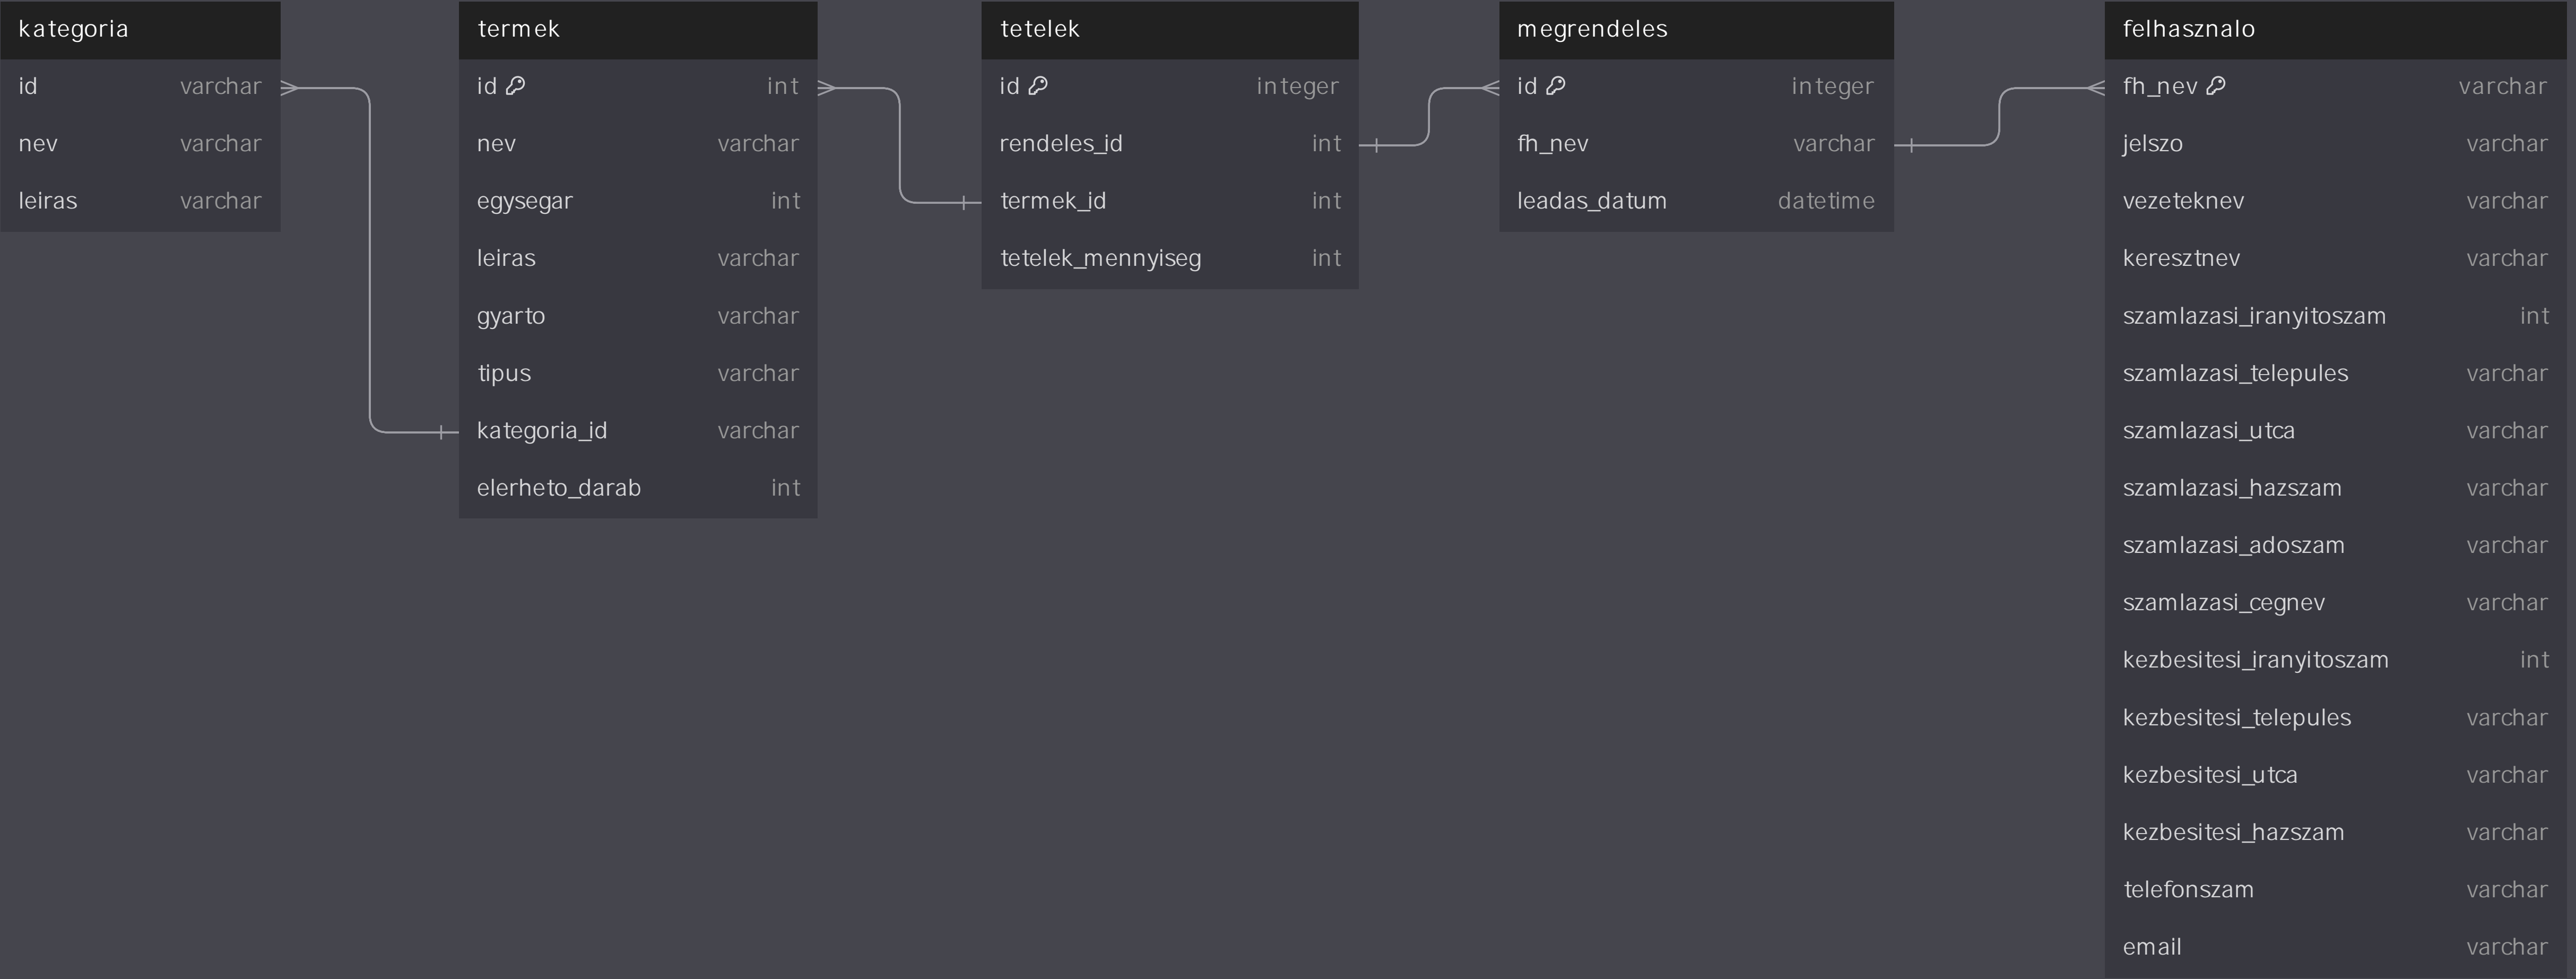 kategoria
id varchar
nev varchar
leiras varchar
termek
id int
nev varchar
egysegar int
leiras varchar
gyarto varchar
tipus varchar
kategoria_id varchar
elerheto_darab int
tetelek
id integer
rendeles_id int
termek_id int
tetelek_mennyiseg int
megrendeles
id integer
fh_nev varchar
leadas_datum datetime
felhasznalo
fh_nev varchar
jelszo varchar
vezeteknev varchar
keresztnev varchar
szamlazasi_iranyitoszam int
szamlazasi_telepules varchar
szamlazasi_utca varchar
szamlazasi_hazszam varchar
szamlazasi_adoszam varchar
szamlazasi_cegnev varchar
kezbesitesi_iranyitoszam int
kezbesitesi_telepules varchar
kezbesitesi_utca varchar
kezbesitesi_hazszam varchar
telefonszam varchar
email varchar